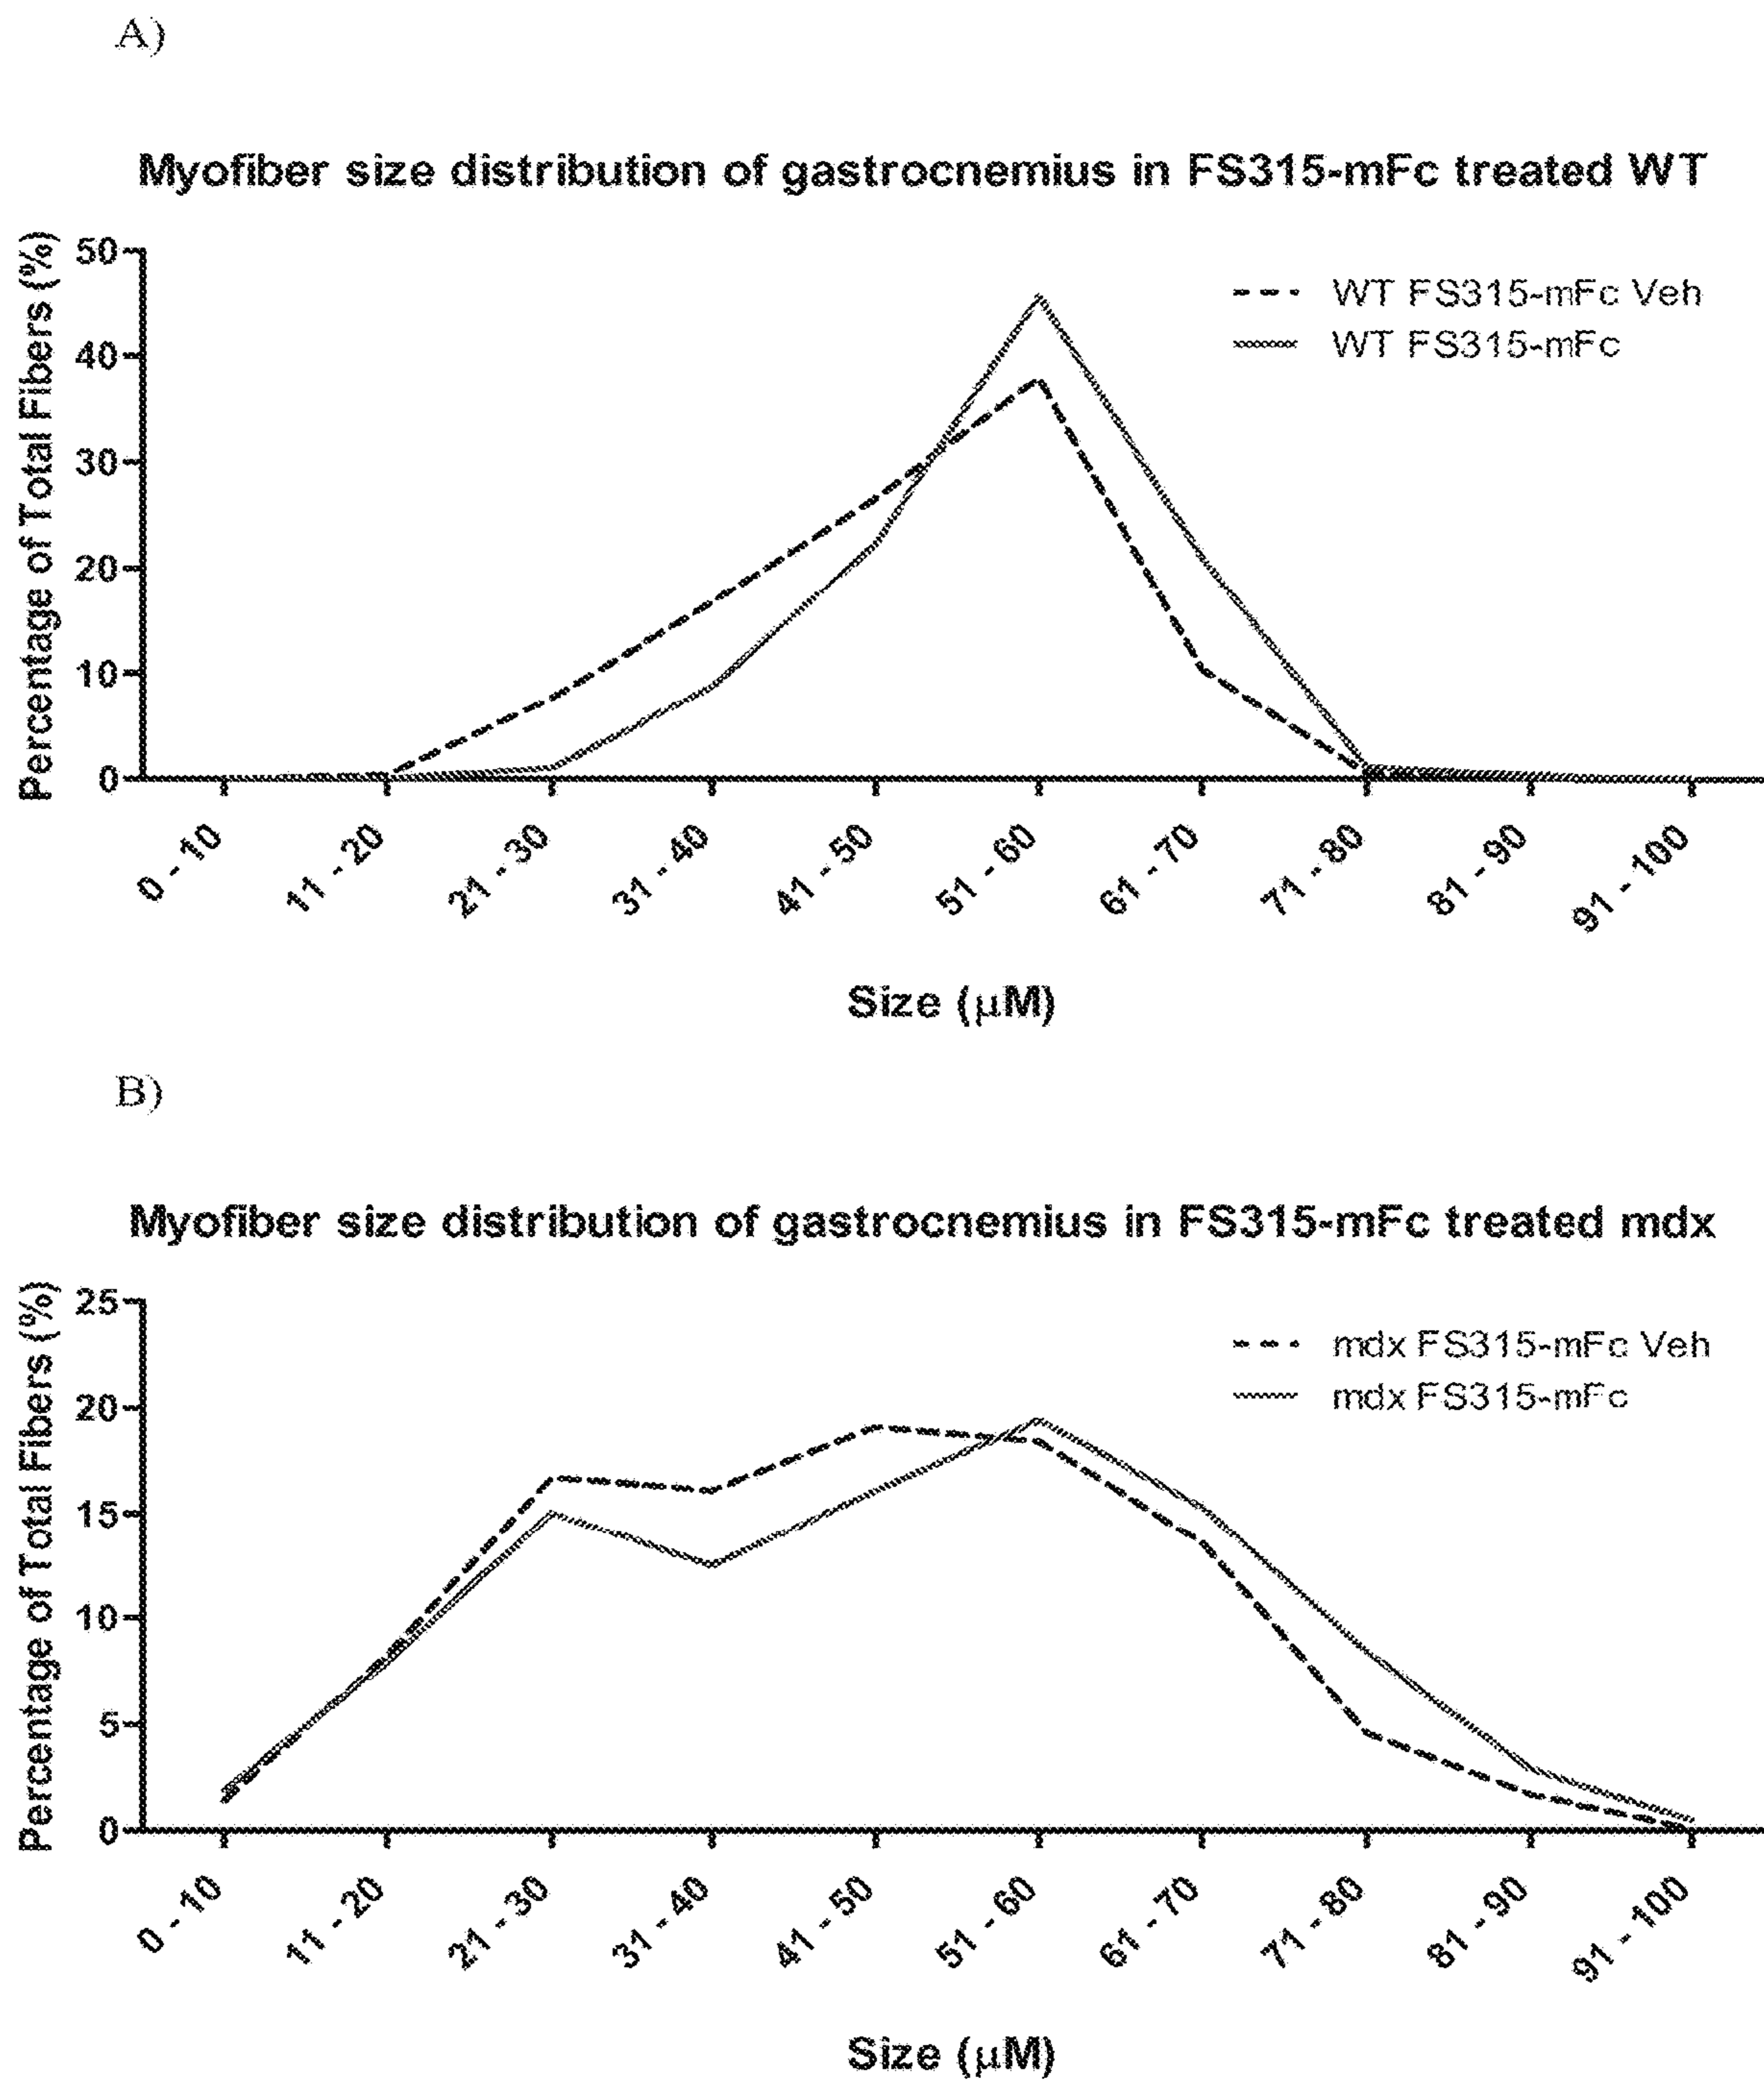 A)
Myofiber size distribution of gastrocnemius in FS315-mFc treated WT
Percentage of Total Fibers (%)
50
40
30
20
10
0
WT FS315-mFc Veh
WT FS315-mFc
0 - 10
11 - 20
21 - 30
31 - 40
41 - 50
51 - 60
61 - 70
71 - 80
81 - 90
91 - 100
Size (μM)
B)
Myofiber size distribution of gastrocnemius in FS315-mFc treated mdx
Percentage of Total Fibers (%)
25
20
15
10
5
0
mdx FS315-mFc Veh
mdx FS315-mFc
0 - 10
11 - 20
21 - 30
31 - 40
41 - 50
51 - 60
61 - 70
71 - 80
81 - 90
91 - 100
Size (μM)